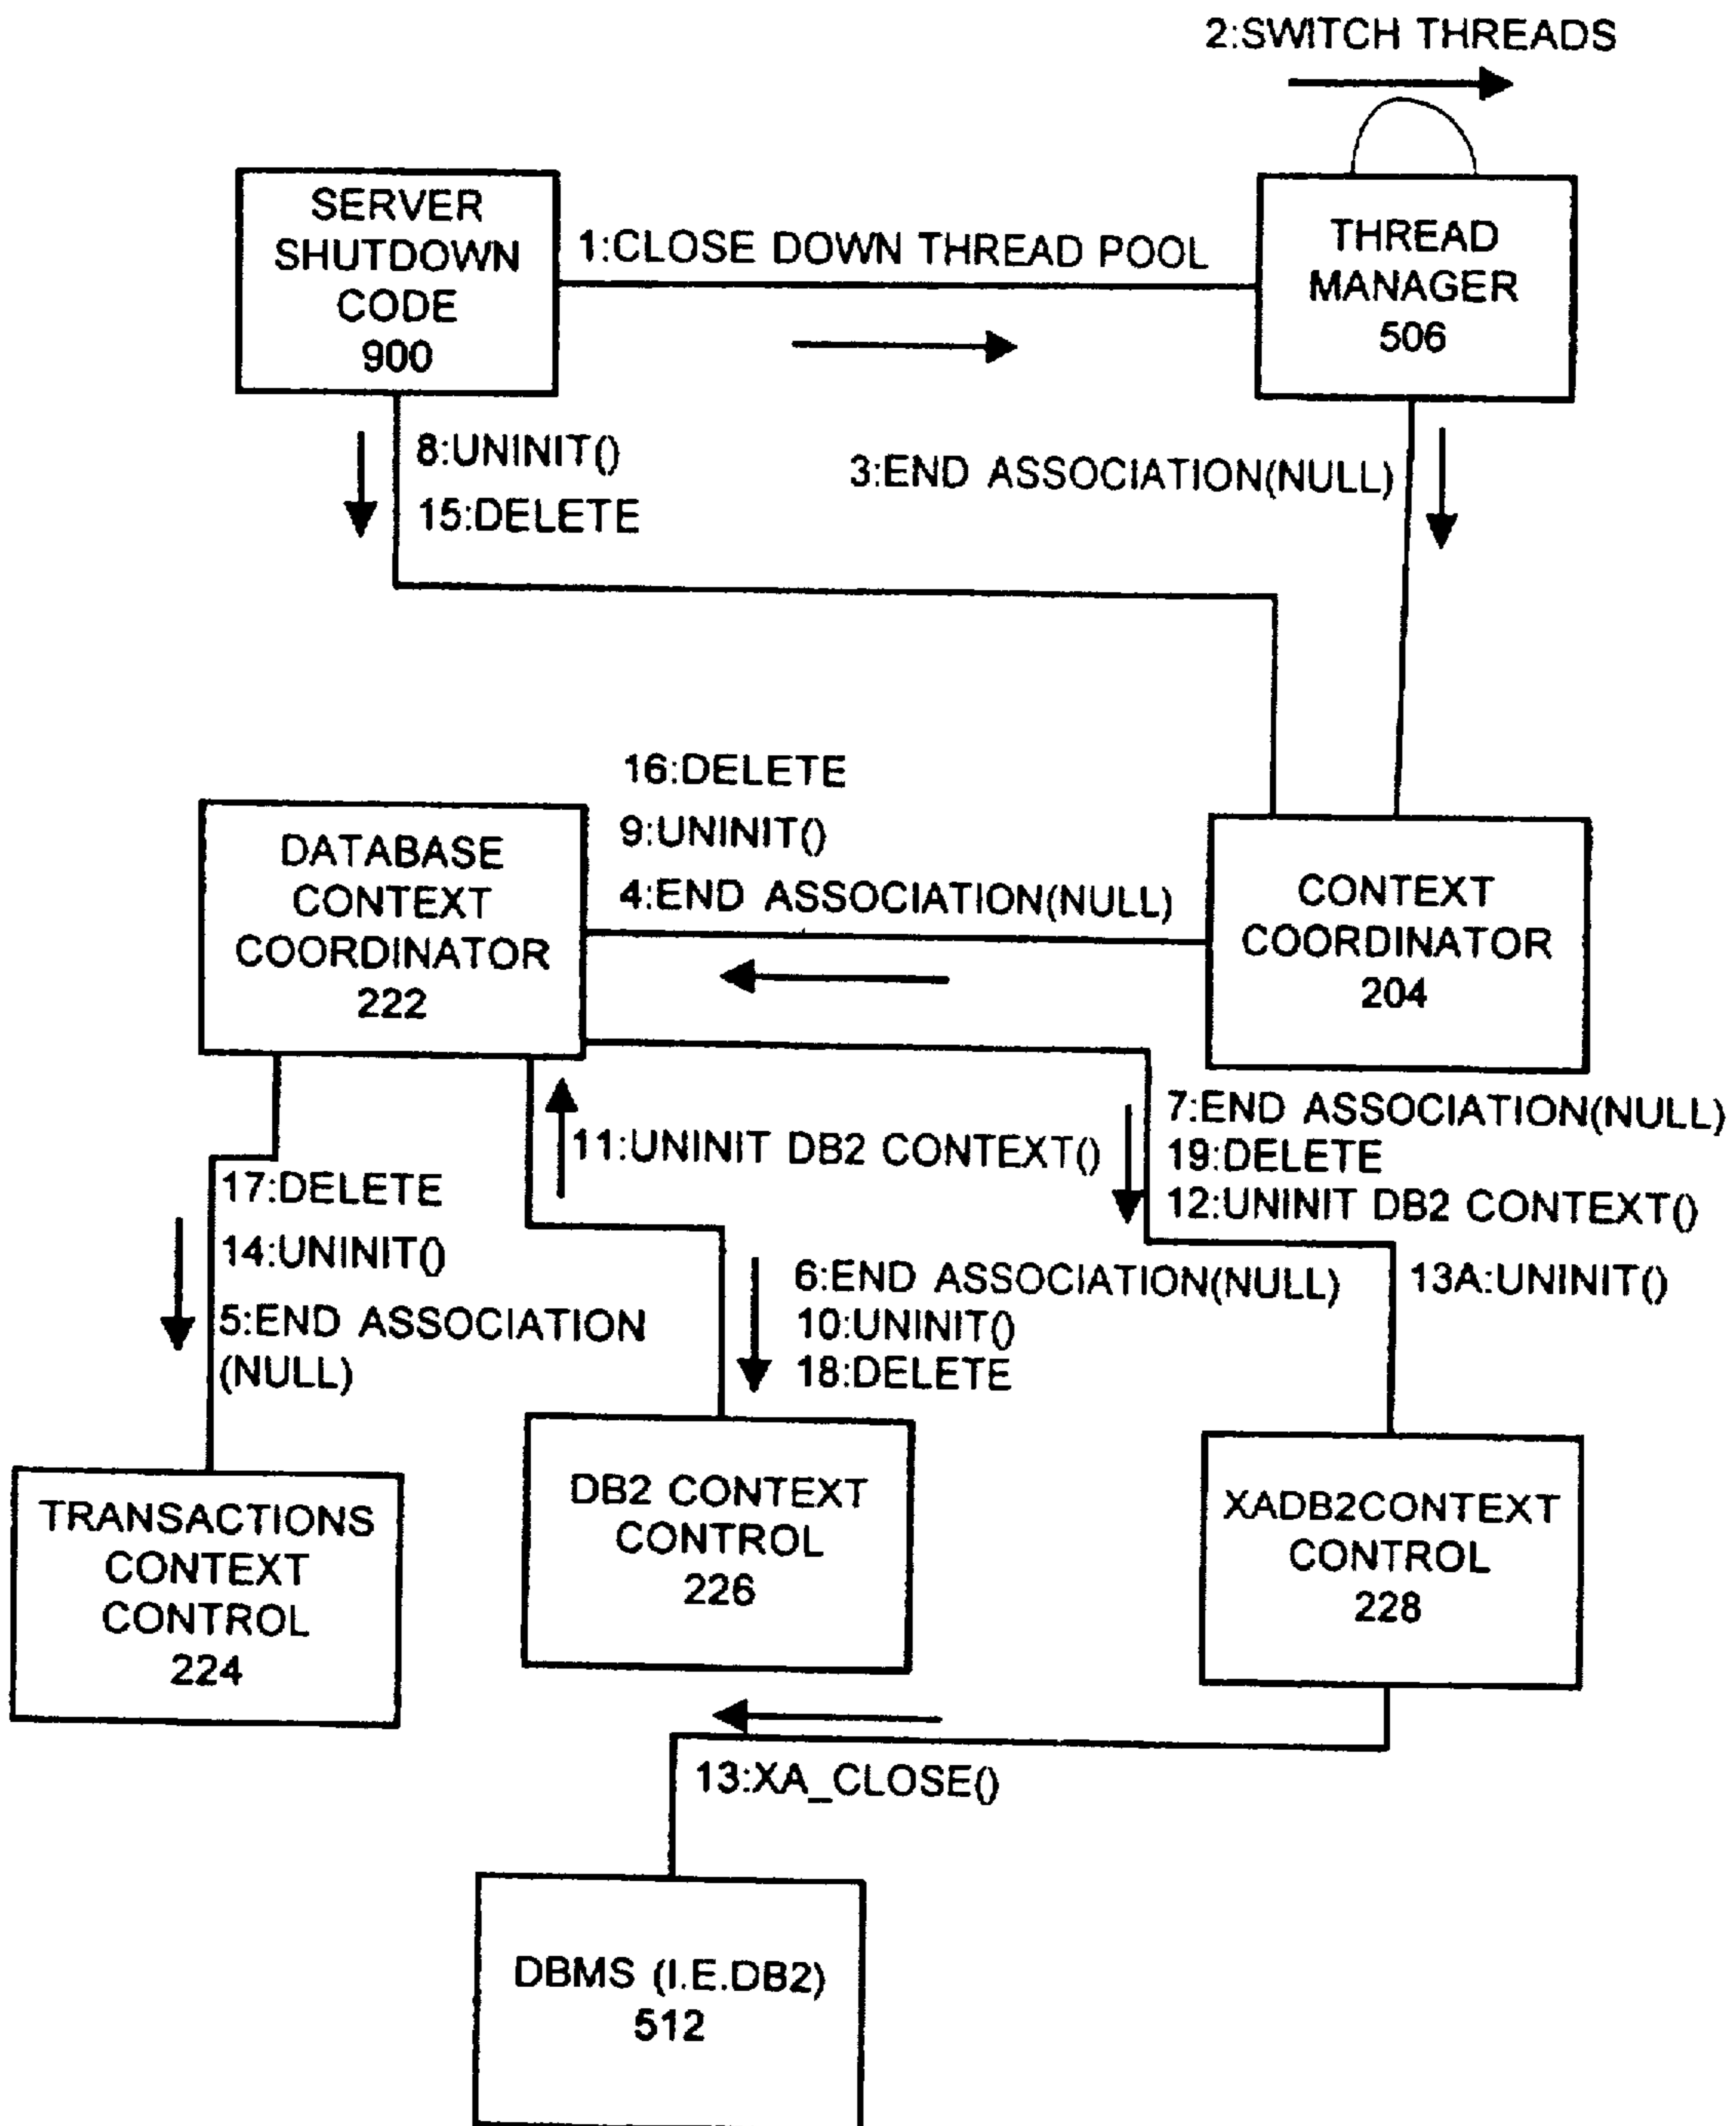 2:SWITCH THREADS
SERVER
SHUTDOWN
CODE
900
1:CLOSE DOWN THREAD POOL
THREAD
MANAGER
506
8:UNINIT()
15:DELETE
3:END ASSOCIATION(NULL)
16:DELETE
9:UNINIT()
4:END ASSOCIATION(NULL)
DATABASE
CONTEXT
COORDINATOR
222
CONTEXT
COORDINATOR
204
11:UNINIT DB2 CONTEXT()
7:END ASSOCIATION(NULL)
19:DELETE
12:UNINIT DB2 CONTEXT()
17:DELETE
14:UNINIT()
5:END ASSOCIATION
(NULL)
6:END ASSOCIATION(NULL)
10:UNINIT()
18:DELETE
13A:UNINIT()
TRANSACTIONS
CONTEXT
CONTROL
224
DB2 CONTEXT
CONTROL
226
XADB2CONTEXT
CONTROL
228
13:XA_CLOSE()
DBMS (I.E.DB2)
512